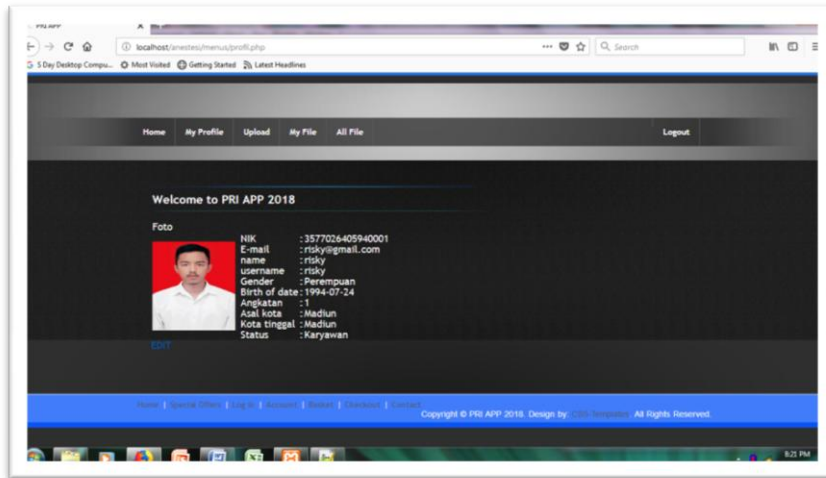 PRI APP
localhost/anestesi/menus/profil.php
Search
5 Day Desktop Compu... Most Visited Getting Started Latest Headlines
Home My Profile Upload My File All File Logout
Welcome to PRI APP 2018
Foto
NIK : 3577026405940001
E-mail : risky@gmail.com
name : risky
username : risky
Gender : Perempuan
Birth of date : 1994-07-24
Angkatan : 1
Asal kota : Madiun
Kota tinggal : Madiun
Status : Karyawan
EDIT
Home | Special Offers | Log in | Account | Basket | Checkout | Contact
Copyright © PRI APP 2018. Design by: CSS-Templates. All Rights Reserved.
8:21 PM